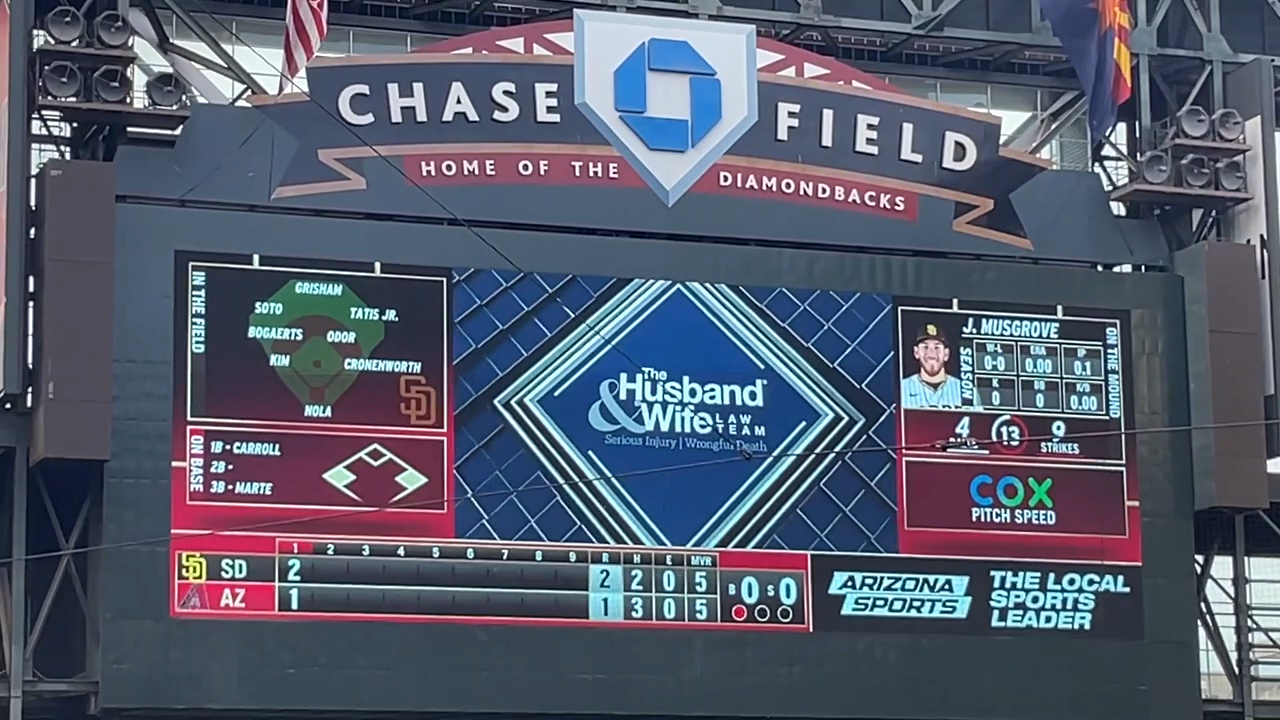 CHASE FIELD
HOME OF THE DIAMONDBACKS
IN THE FIELD
GRISHAM
SOTO
TATIS JR.
BOGAERTS
ODOR
KIM
CRONENWORTH
NOLA
SD
ON BASE
1B - CARROLL
2B -
3B - MARTE
The
Husband
& Wife LAW TEAM
Serious Injury | Wrongful Death
J. MUSGROVE
ON THE MOUND
SEASON
W-L ERA IP
0-0 0.00 0.1
K BB K/9
0 0 0.00
4 13 9
STRIKES
COX
PITCH SPEED
1 2 3 4 5 6 7 8 9 R H E MVR
SD SD 2 2 2 0 5
AZ 1 1 3 0 5
B 0 S 0
ARIZONA SPORTS
THE LOCAL
SPORTS
LEADER